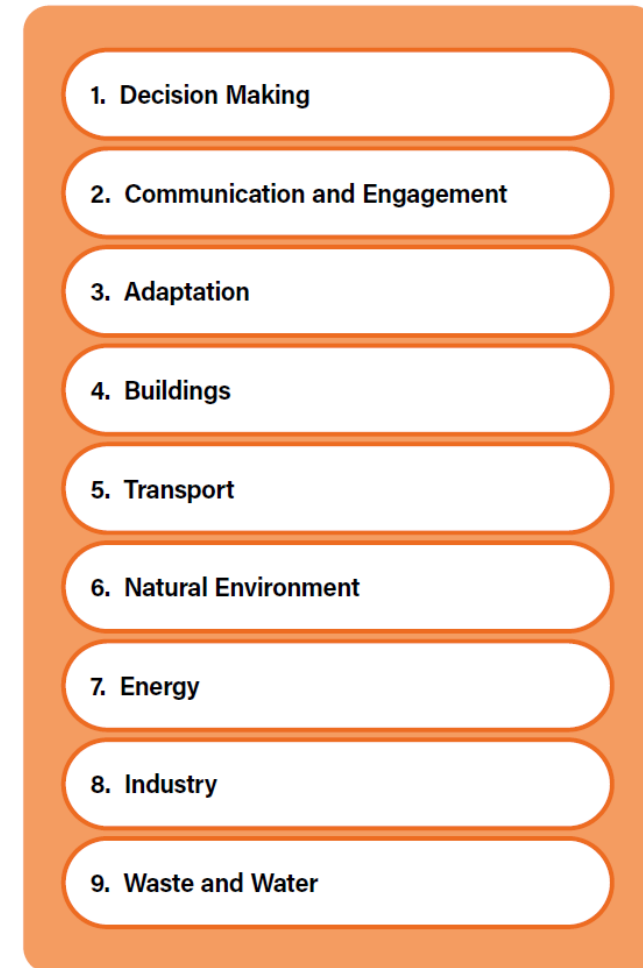 1. Decision Making
2. Communication and Engagement
3. Adaptation
4. Buildings
5. Transport
6. Natural Environment
7. Energy
8. Industry
9. Waste and Water